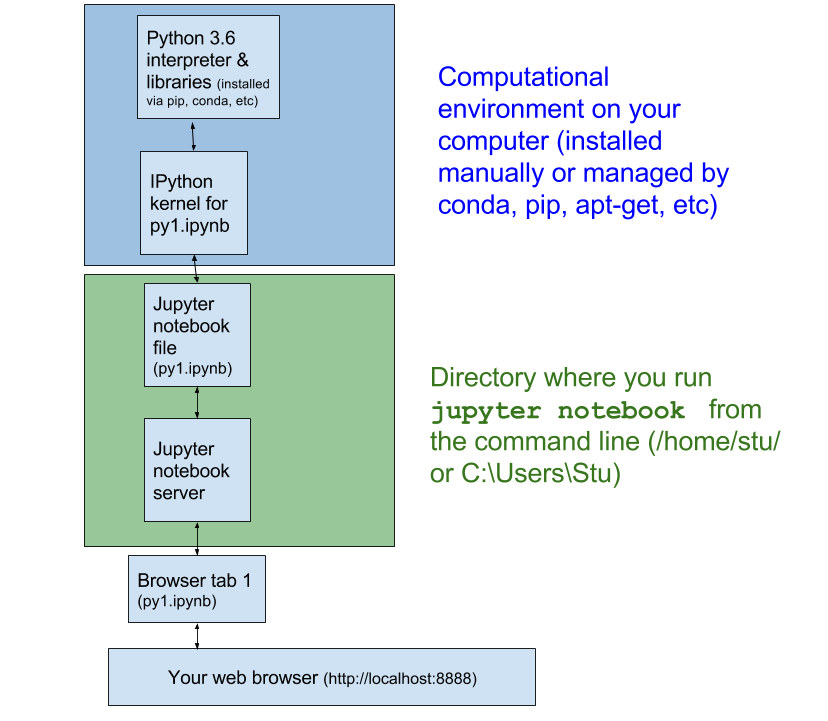 Python 3.6
interpreter &
libraries (installed
via pip, conda, etc)
IPython
kernel for
py1.ipynb
Computational
environment on your
computer (installed
manually or managed by
conda, pip, apt-get, etc)
Jupyter
notebook
file
(py1.ipynb)
Jupyter
notebook
server
Directory where you run
jupyter notebook from
the command line (/home/stu/
or C:\Users\Stu)
Browser tab 1
(py1.ipynb)
Your web browser (http://localhost:8888)